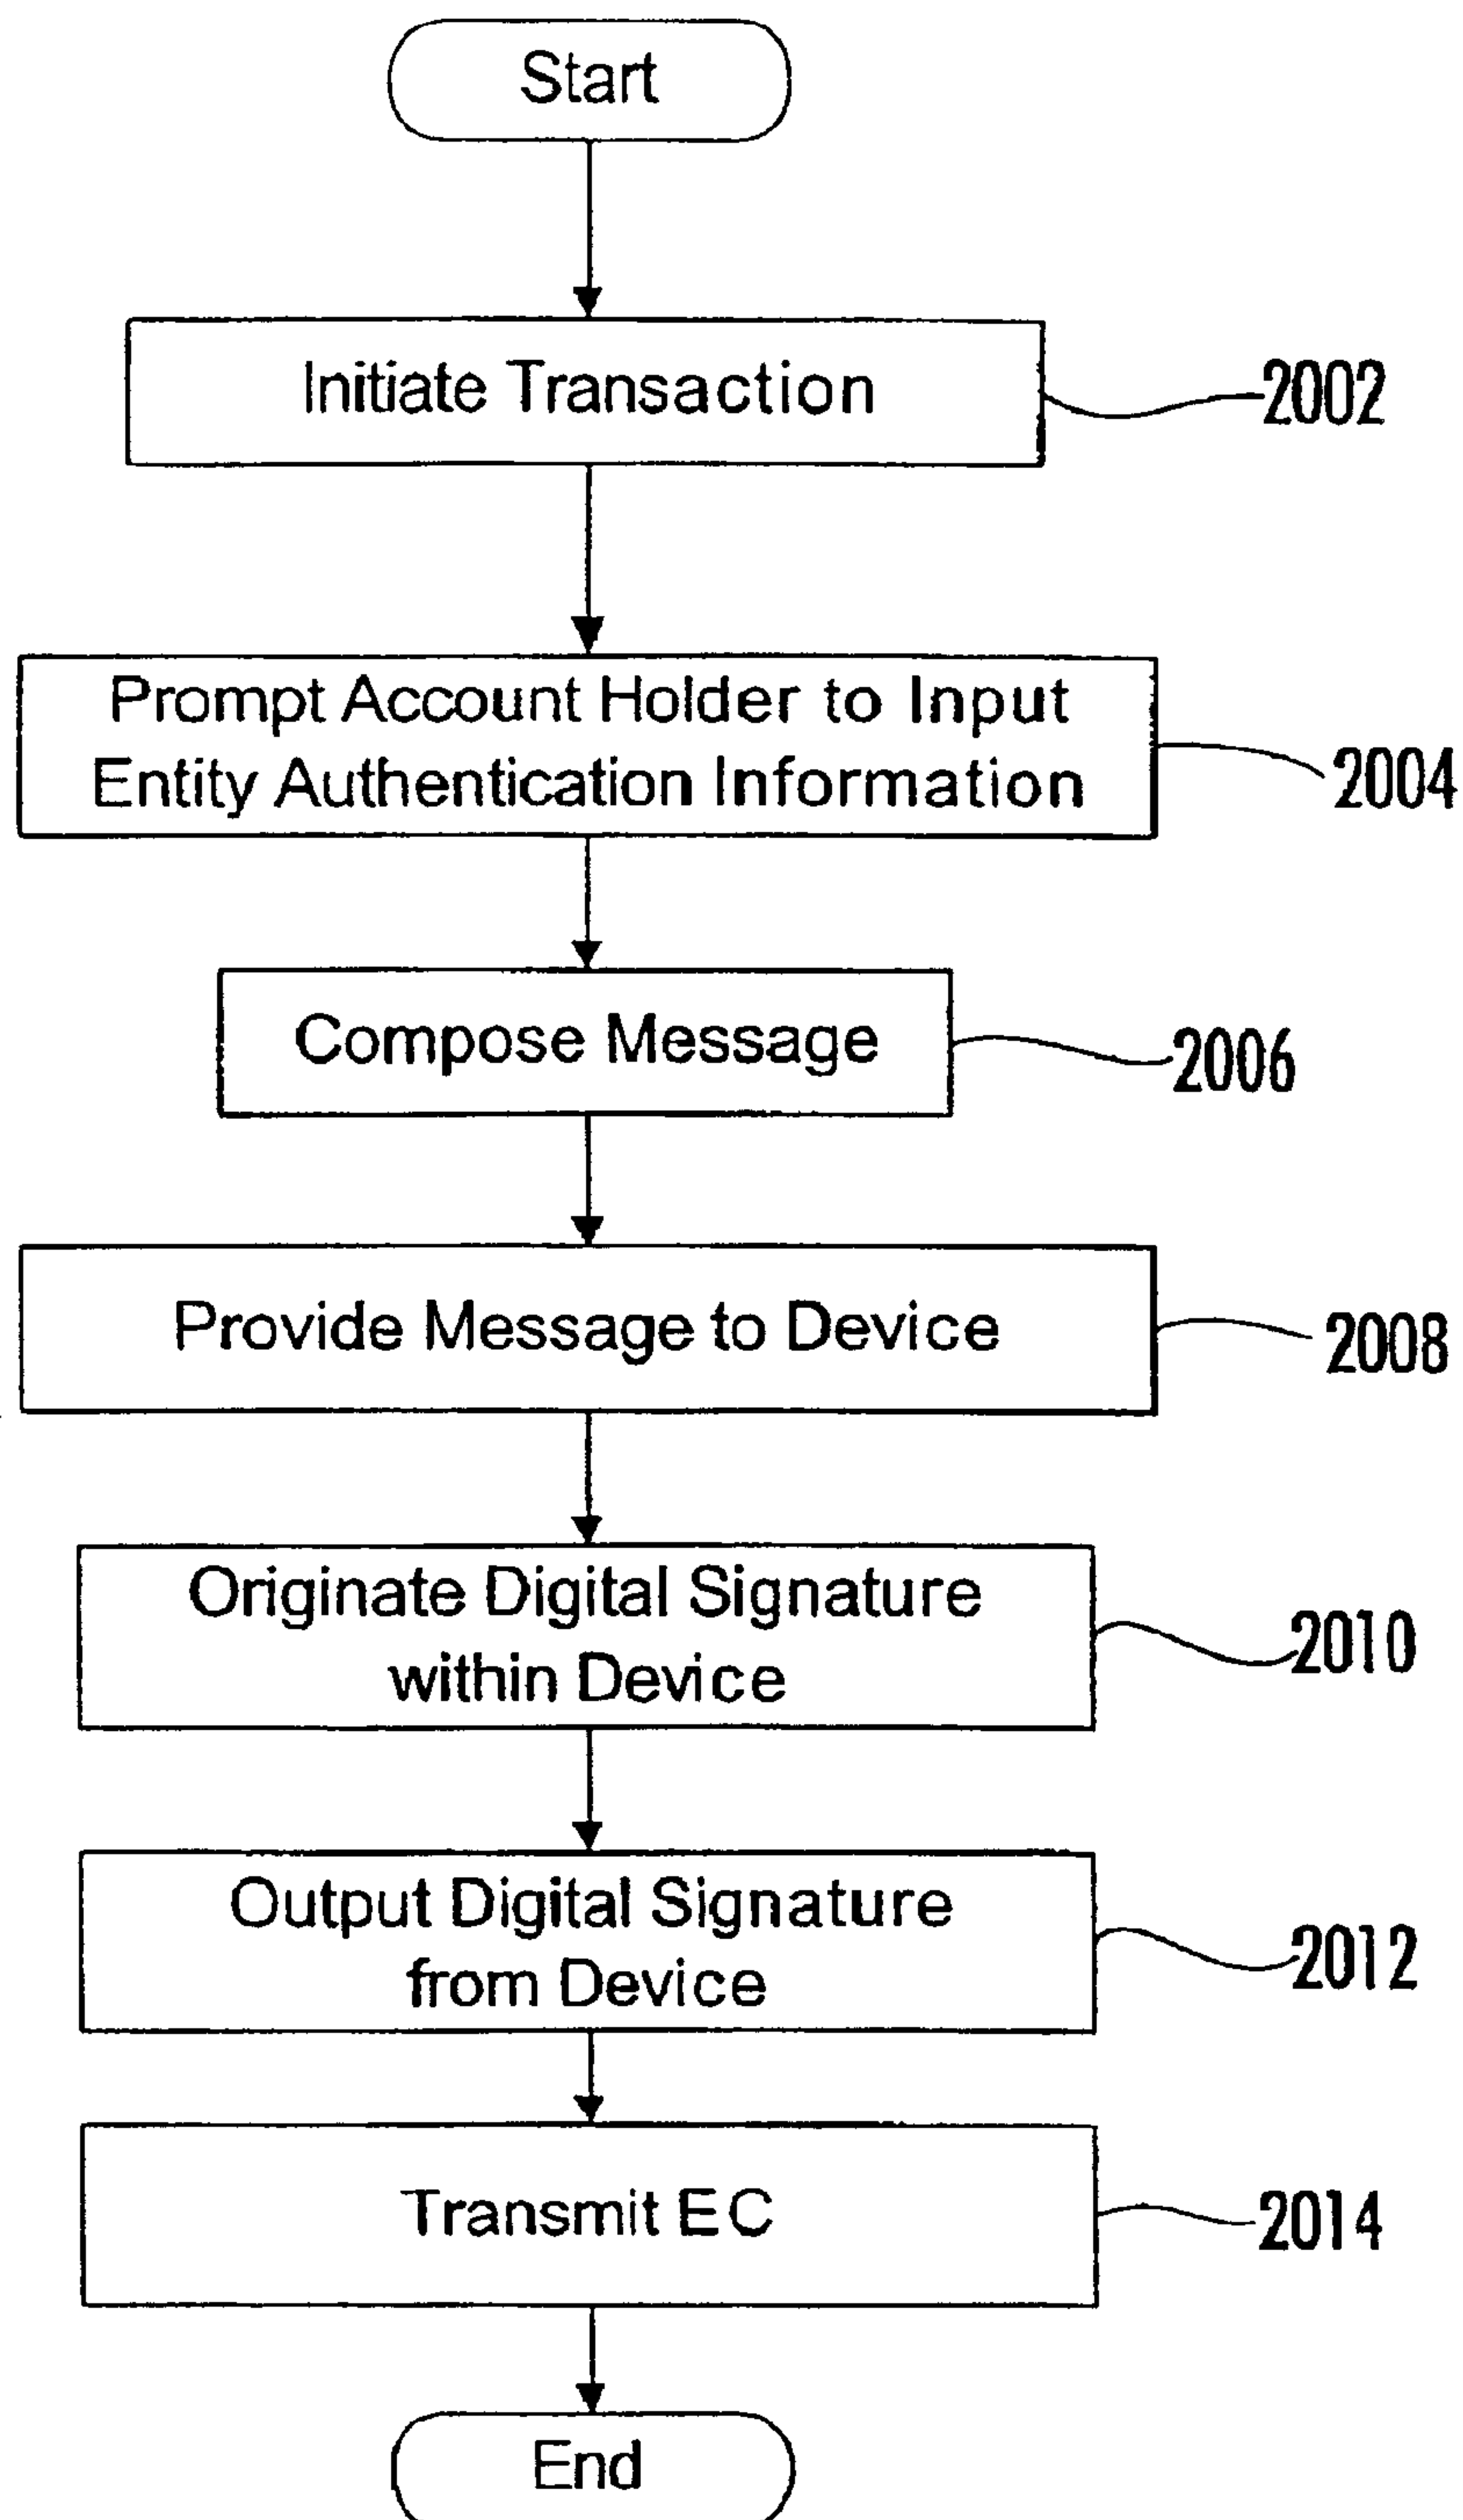 Start
Initiate Transaction
2002
Prompt Account Holder to Input
Entity Authentication Information
2004
Compose Message
2006
Provide Message to Device
2008
Originate Digital Signature
within Device
2010
Output Digital Signature
from Device
2012
Transmit EC
2014
End